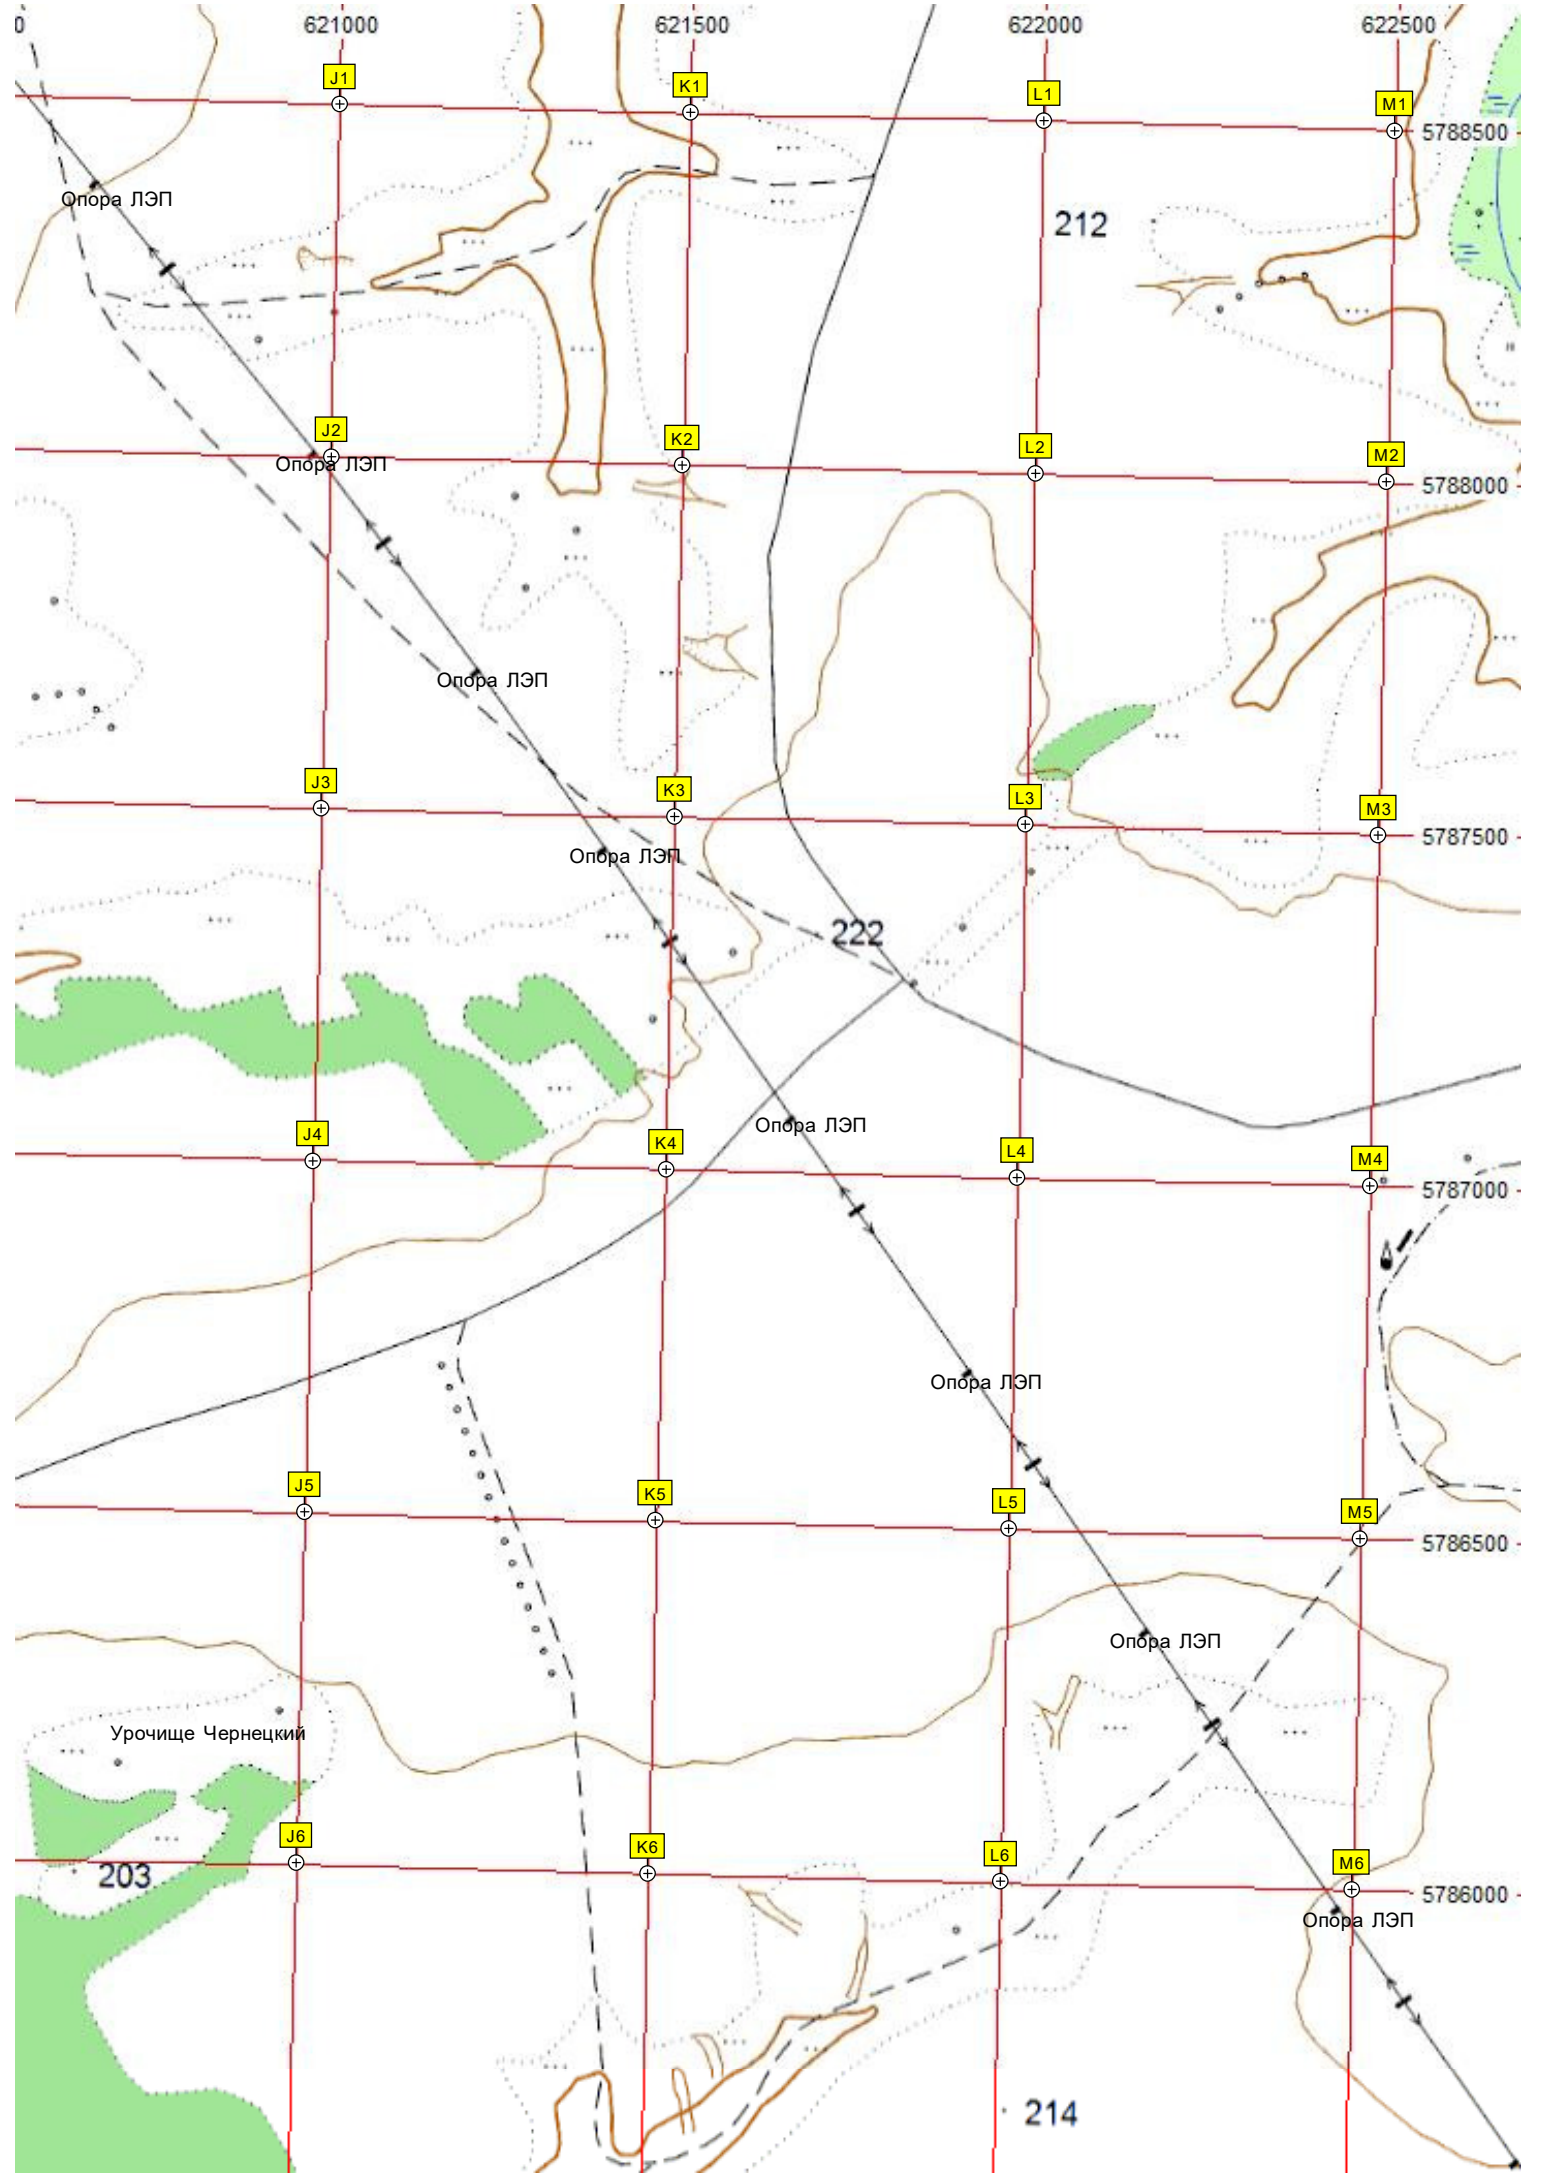 0 621000 621500 622000 622500
J1 K1 L1 M1
5788500
Опора ЛЭП
212
J2 K2 L2 M2
Опора ЛЭП
5788000
Опора ЛЭП
J3 K3 L3 M3
5787500
Опора ЛЭП
222
Опора ЛЭП
J4 K4 L4 M4
5787000
Опора ЛЭП
J5 K5 L5 M5
5786500
Опора ЛЭП
Урочище Чернецкий
J6 K6 L6 M6
203
5786000
Опора ЛЭП
214